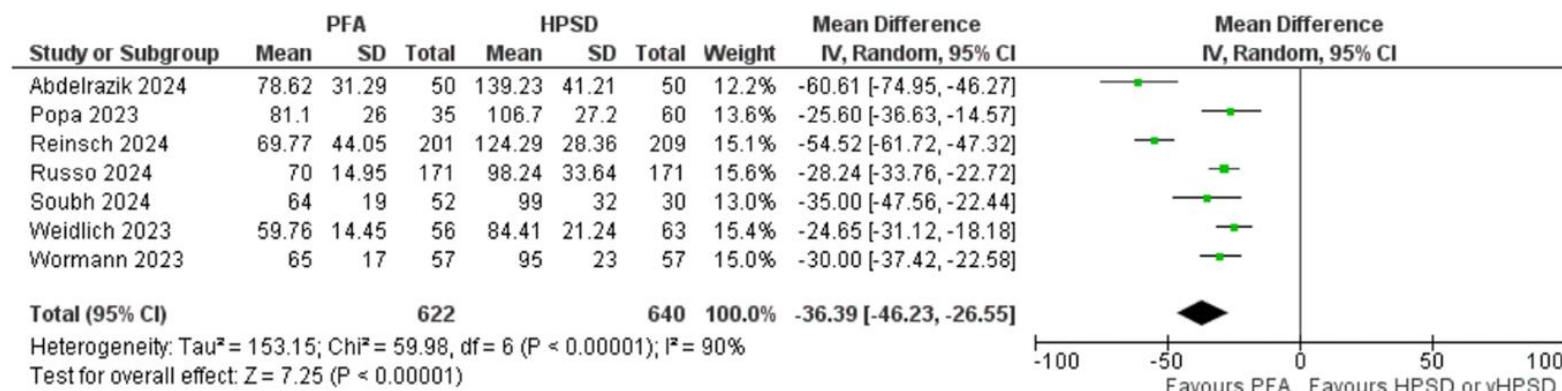 PFA HPSD Mean Difference Mean Difference
Study or Subgroup Mean SD Total Mean SD Total Weight IV, Random, 95% CI IV, Random, 95% CI
Abdelrazik 2024 78.62 31.29 50 139.23 41.21 50 12.2% -60.61 [-74.95, -46.27]
Popa 2023 81.1 26 35 106.7 27.2 60 13.6% -25.60 [-36.63, -14.57]
Reinsch 2024 69.77 44.05 201 124.29 28.36 209 15.1% -54.52 [-61.72, -47.32]
Russo 2024 70 14.95 171 98.24 33.64 171 15.6% -28.24 [-33.76, -22.72]
Soubh 2024 64 19 52 99 32 30 13.0% -35.00 [-47.56, -22.44]
Weidlich 2023 59.76 14.45 56 84.41 21.24 63 15.4% -24.65 [-31.12, -18.18]
Wormann 2023 65 17 57 95 23 57 15.0% -30.00 [-37.42, -22.58]
Total (95% CI) 622 640 100.0% -36.39 [-46.23, -26.55]
Heterogeneity: Tau² = 153.15; Chi² = 59.98, df = 6 (P < 0.00001); I² = 90%
Test for overall effect: Z = 7.25 (P < 0.00001)
-100 -50 0 50 100
Favours PFA Favours HPSD or vHPSD